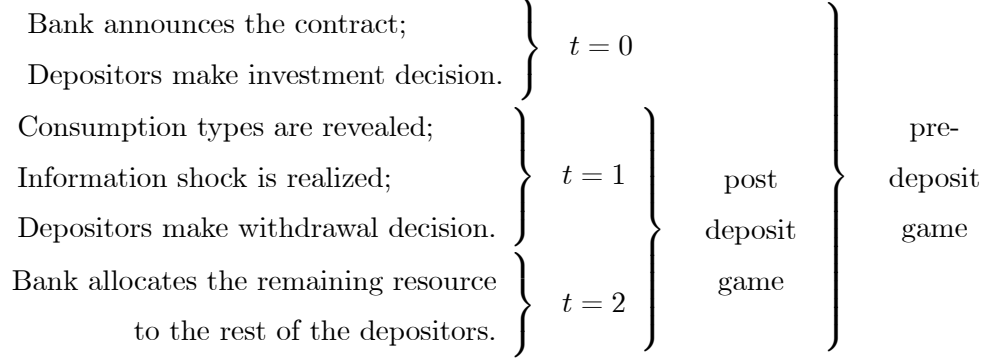 Bank announces the contract;
Depositors make investment decision.
t = 0
Consumption types are revealed;
Information shock is realized;
Depositors make withdrawal decision.
t = 1
Bank allocates the remaining resource
to the rest of the depositors.
t = 2
post
deposit
game
pre-
deposit
game